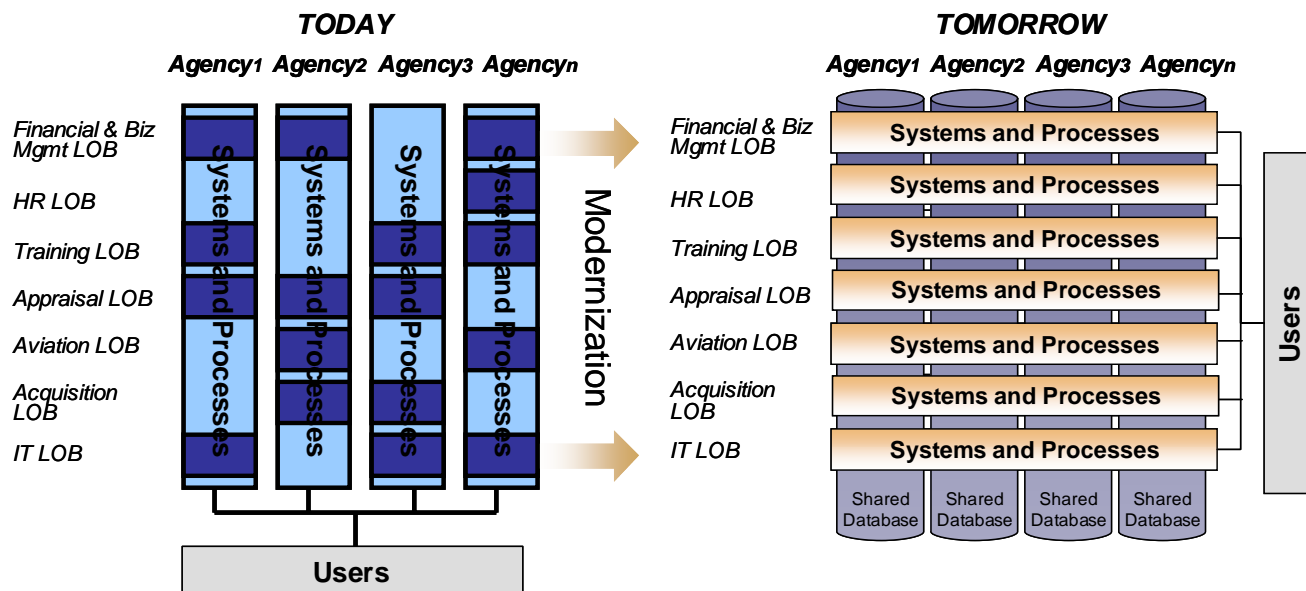 TODAY
Agency1 Agency2 Agency3 Agencyn
Financial & Biz
Mgmt LOB
HR LOB
Training LOB
Appraisal LOB
Aviation LOB
Acquisition
LOB
IT LOB
Systems and Processes
Systems and Processes
Systems and Processes
Systems and Processes
Users
Modernization
TOMORROW
Agency1 Agency2 Agency3 Agencyn
Financial & Biz
Mgmt LOB
HR LOB
Training LOB
Appraisal LOB
Aviation LOB
Acquisition
LOB
IT LOB
Systems and Processes
Systems and Processes
Systems and Processes
Systems and Processes
Systems and Processes
Systems and Processes
Systems and Processes
Shared
Database
Shared
Database
Shared
Database
Shared
Database
Users